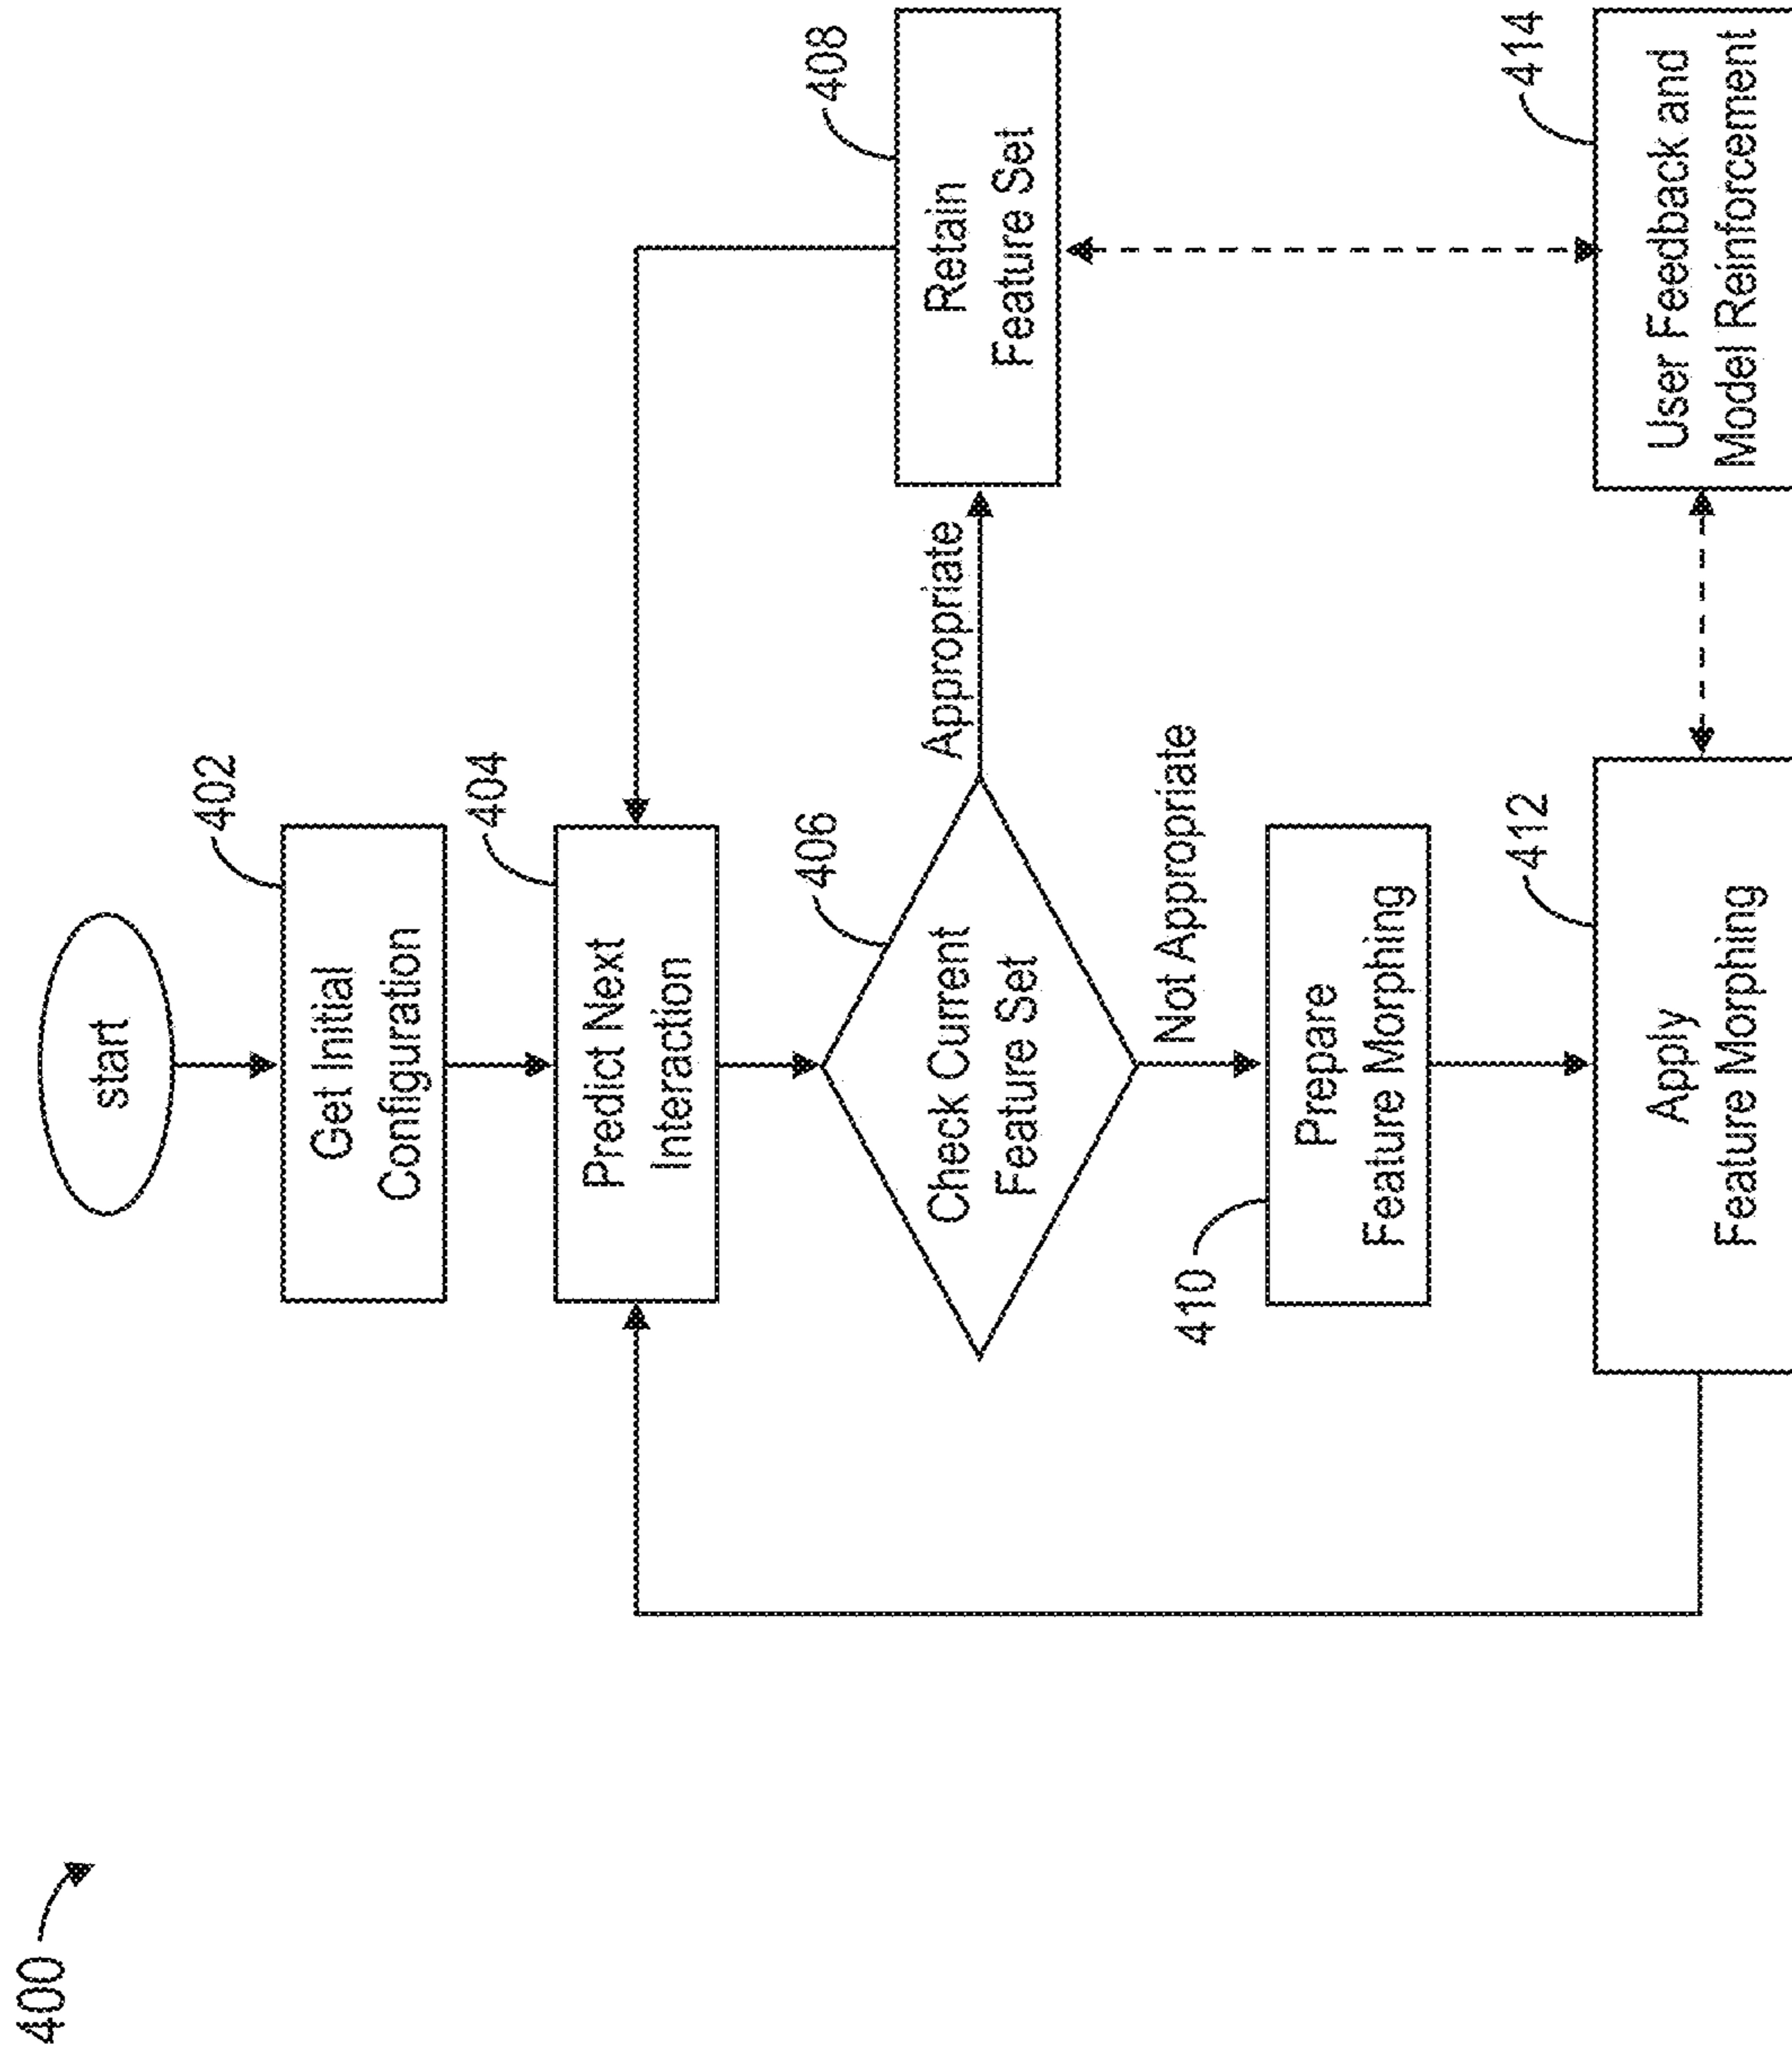 400
start
402
Get Initial
Configuration
404
Predict Next
Interaction
406
Check Current
Feature Set
Appropriate
408
Retain
Feature Set
Not Appropriate
410
Prepare
Feature Morphing
412
Apply
Feature Morphing
414
User Feedback and
Model Reinforcement